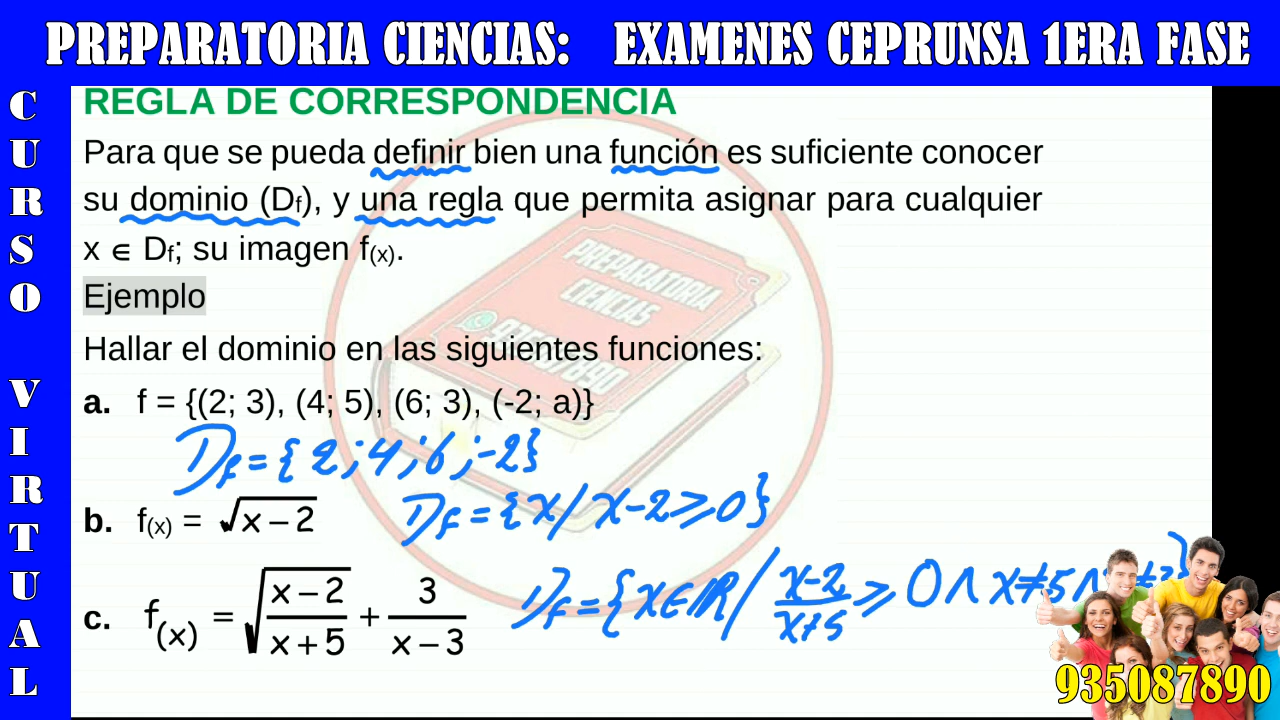 PREPARATORIA CIENCIAS: EXAMENES CEPRUNSA 1ERA FASE
CURSO VIRTUAL
REGLA DE CORRESPONDENCIA
Para que se pueda definir bien una función es suficiente conocer
su dominio (Df), y una regla que permita asignar para cualquier
x ∈ Df; su imagen f(x).
PREPARATORIA
CIENCIAS
935087890
Ejemplo
Hallar el dominio en las siguientes funciones:
a. f = {(2; 3), (4; 5), (6; 3), (-2; a)}
Df = {2;4;6;-2}
b. f(x) = √(x – 2) Df = {x/x-2≥0}
c. f(x) = √((x – 2)/(x + 5)) + 3/(x – 3) Df = {x∈ℝ/ (x-2)/(x+5) ≥ 0 ∧ x≠5 ∧
935087890